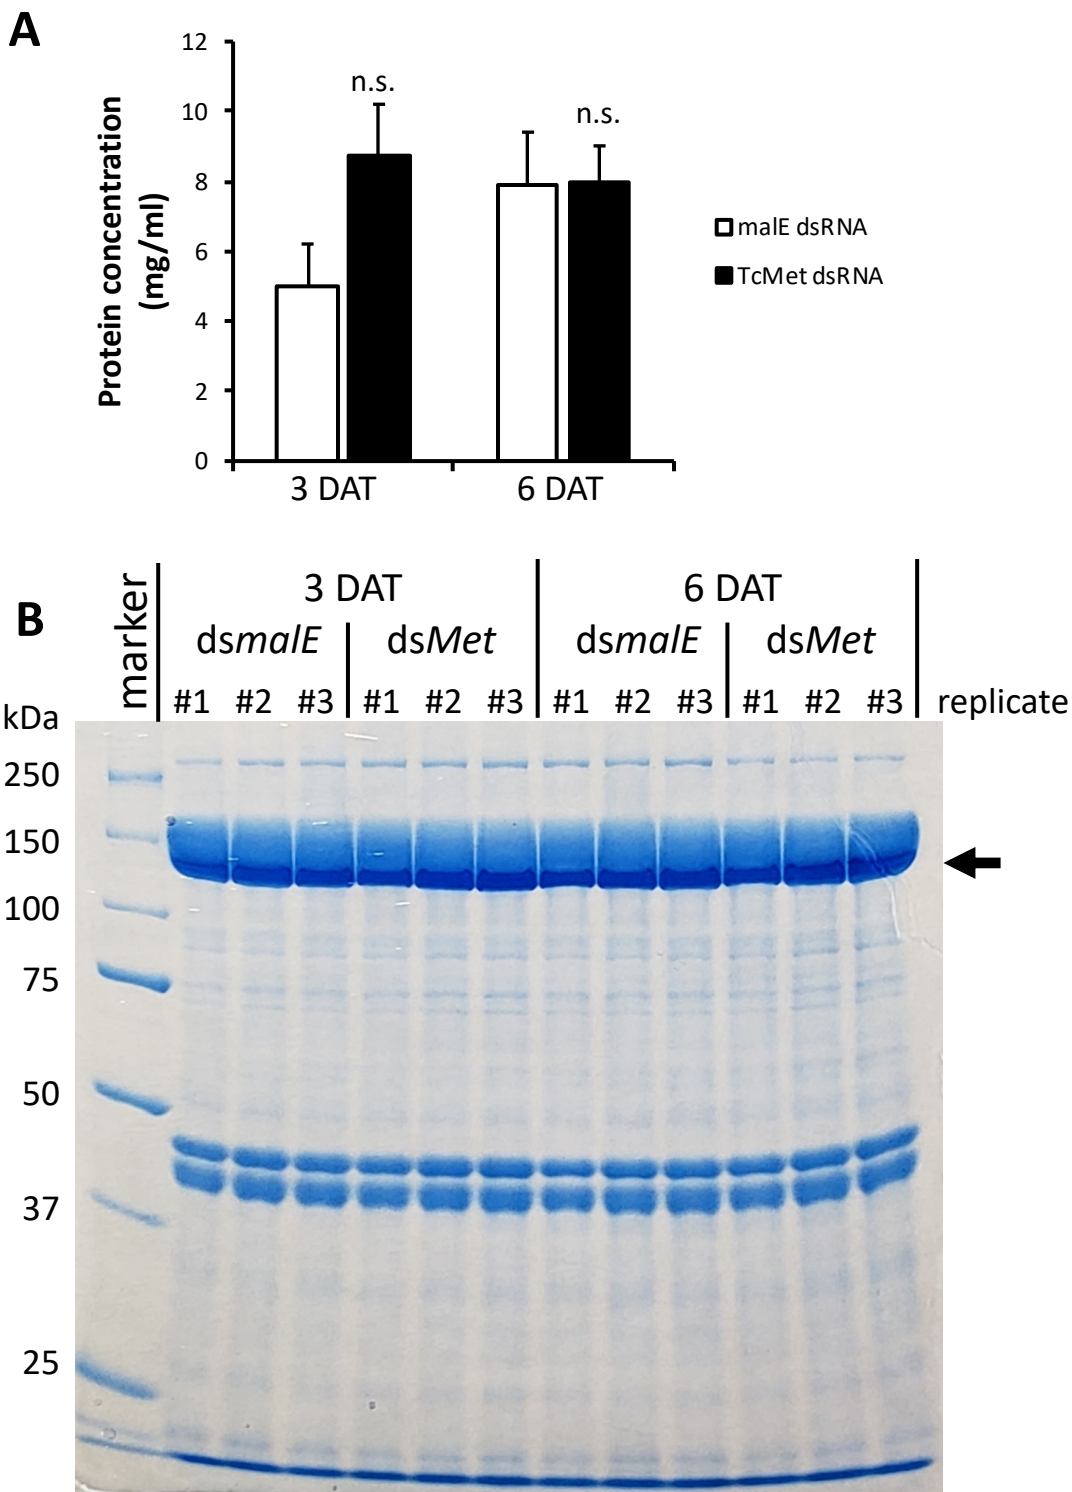 A
Protein concentration
(mg/ml)
12
10
8
6
4
2
0
n.s.
n.s.
3 DAT
6 DAT
malE dsRNA
TcMet dsRNA
B
marker
3 DAT
6 DAT
dsmalE
dsMet
dsmalE
dsMet
#1 #2 #3 #1 #2 #3 #1 #2 #3 #1 #2 #3 replicate
kDa
250
150
100
75
50
37
25